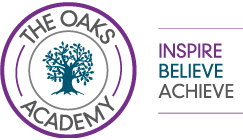 THE OAKS
ACADEMY
INSPIRE
BELIEVE
ACHIEVE